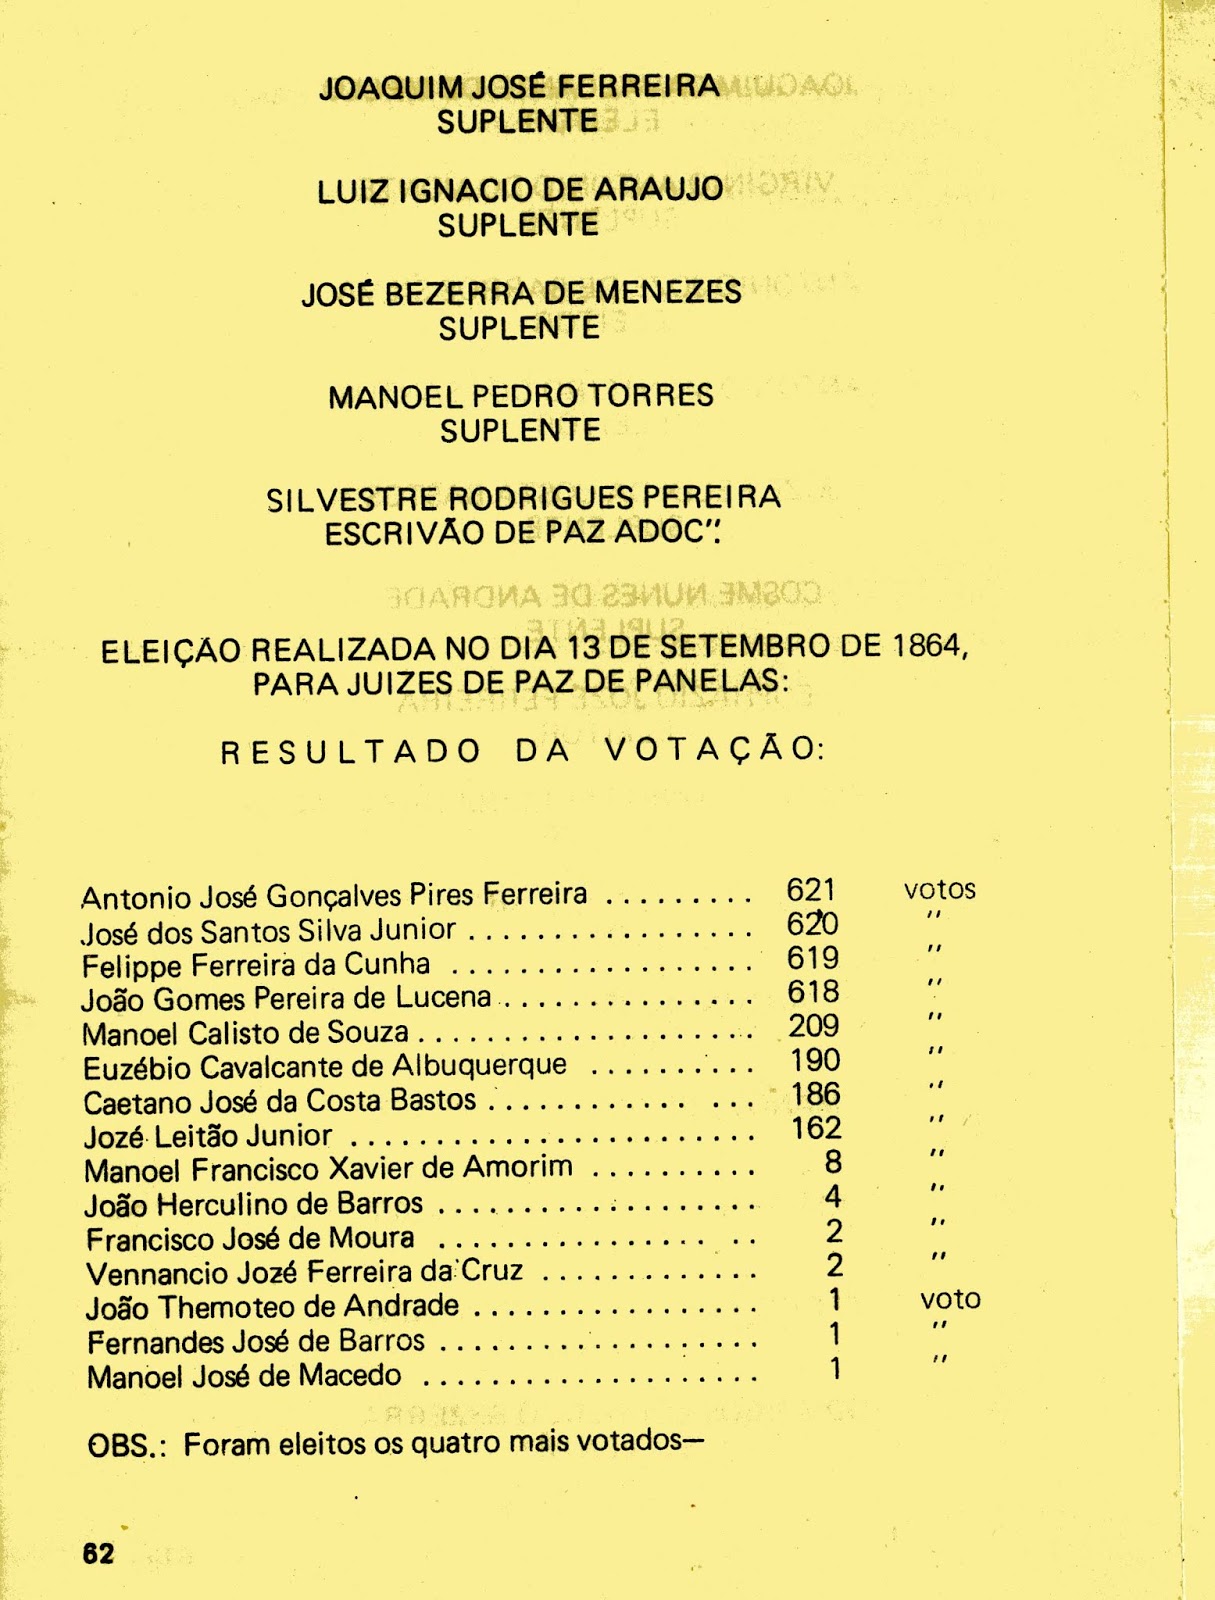 JOAQUIM JOSÉ FERREIRA
SUPLENTE
LUIZ IGNACIO DE ARAUJO
SUPLENTE
JOSÉ BEZERRA DE MENEZES
SUPLENTE
MANOEL PEDRO TORRES
SUPLENTE
SILVESTRE RODRIGUES PEREIRA
ESCRIVÃO DE PAZ ADOC".
ELEIÇÃO REALIZADA NO DIA 13 DE SETEMBRO DE 1864,
PARA JUIZES DE PAZ DE PANELAS:
RESULTADO DA VOTAÇÃO:
Antonio José Gonçalves Pires Ferreira ......... 621 votos
José dos Santos Silva Junior .................. 620 "
Felippe Ferreira da Cunha ................... 619 "
João Gomes Pereira de Lucena ................ 618 "
Manoel Calisto de Souza ..................... 209 "
Euzébio Cavalcante de Albuquerque .......... 190 "
Caetano José da Costa Bastos ............. ... 186 "
Jozé Leitão Junior ......................... 162 "
Manoel Francisco Xavier de Amorim .......... 8 "
João Herculino de Barros .................... 4 "
Francisco José de Moura ................. .. 2 "
Vennancio Jozé Ferreira da Cruz ............. 2 "
João Themoteo de Andrade .................. 1 voto
Fernandes José de Barros .................... 1 "
Manoel José de Macedo ..................... 1 "
OBS.: Foram eleitos os quatro mais votados—
62